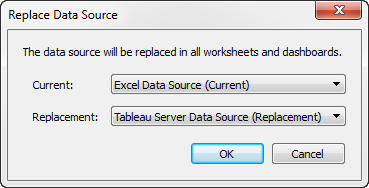 Replace Data Source
The data source will be replaced in all worksheets and dashboards.
Current: Excel Data Source (Current)
Replacement: Tableau Server Data Source (Replacement)
OK Cancel